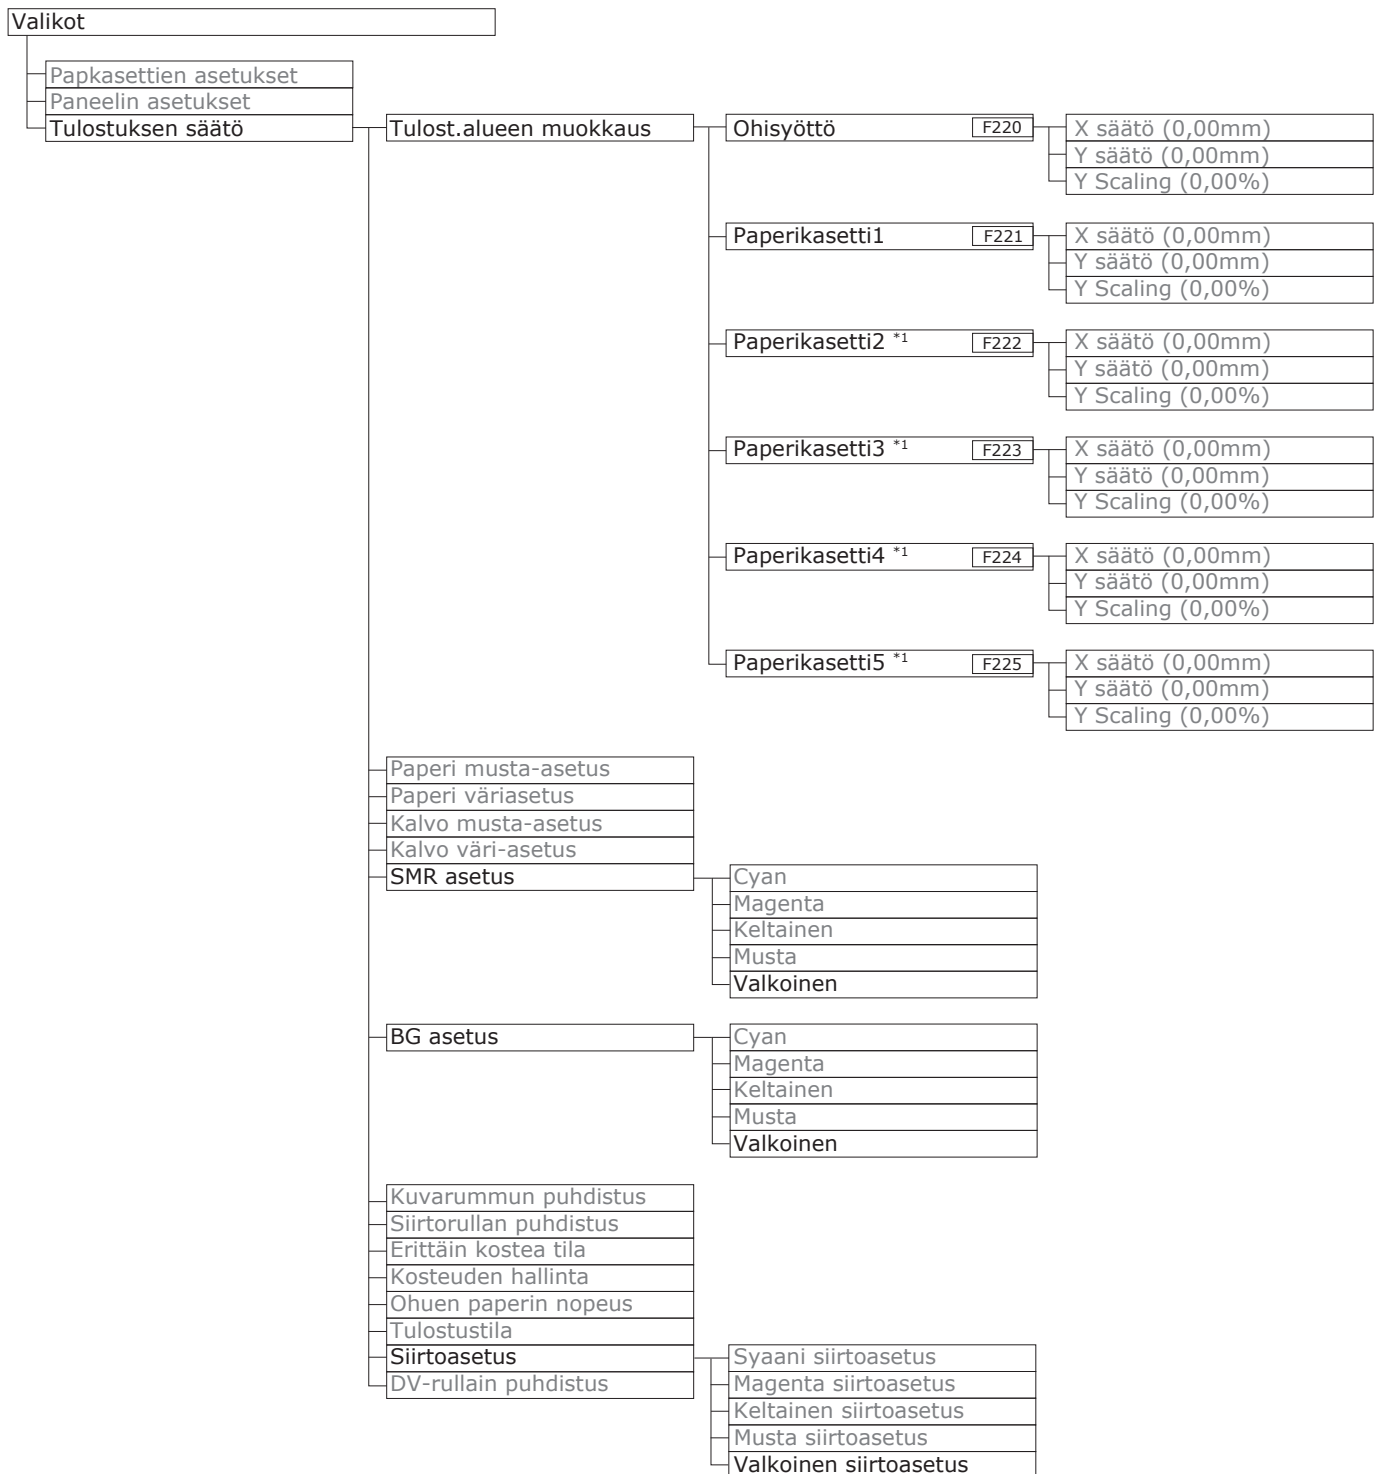 Valikot
Papkasettien asetukset
Paneelin asetukset
Tulostuksen säätö
Tulost.alueen muokkaus
Ohisyöttö F220
X säätö (0,00mm)
Y säätö (0,00mm)
Y Scaling (0,00%)
Paperikasetti1 F221
X säätö (0,00mm)
Y säätö (0,00mm)
Y Scaling (0,00%)
Paperikasetti2 *1 F222
X säätö (0,00mm)
Y säätö (0,00mm)
Y Scaling (0,00%)
Paperikasetti3 *1 F223
X säätö (0,00mm)
Y säätö (0,00mm)
Y Scaling (0,00%)
Paperikasetti4 *1 F224
X säätö (0,00mm)
Y säätö (0,00mm)
Y Scaling (0,00%)
Paperikasetti5 *1 F225
X säätö (0,00mm)
Y säätö (0,00mm)
Y Scaling (0,00%)
Paperi musta-asetus
Paperi väriasetus
Kalvo musta-asetus
Kalvo väri-asetus
SMR asetus
Cyan
Magenta
Keltainen
Musta
Valkoinen
BG asetus
Cyan
Magenta
Keltainen
Musta
Valkoinen
Kuvarummun puhdistus
Siirtorullan puhdistus
Erittäin kostea tila
Kosteuden hallinta
Ohuen paperin nopeus
Tulostustila
Siirtoasetus
Syaani siirtoasetus
Magenta siirtoasetus
Keltainen siirtoasetus
Musta siirtoasetus
Valkoinen siirtoasetus
DV-rullain puhdistus